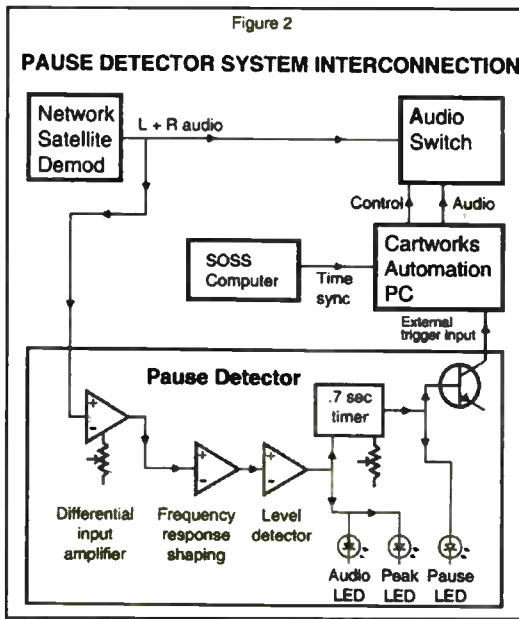 Figure 2
PAUSE DETECTOR SYSTEM INTERCONNECTION
Network
Satellite
Demod
L + R audio
Audio
Switch
Control
Audio
SOSS
Computer
Time
sync
Cartworks
Automation
PC
External
trigger input
Pause Detector
.7 sec
timer
+
-
+
-
+
-
Differential
input
amplifier
Frequency
response
shaping
Level
detector
Audio
LED
Peak
LED
Pause
LED